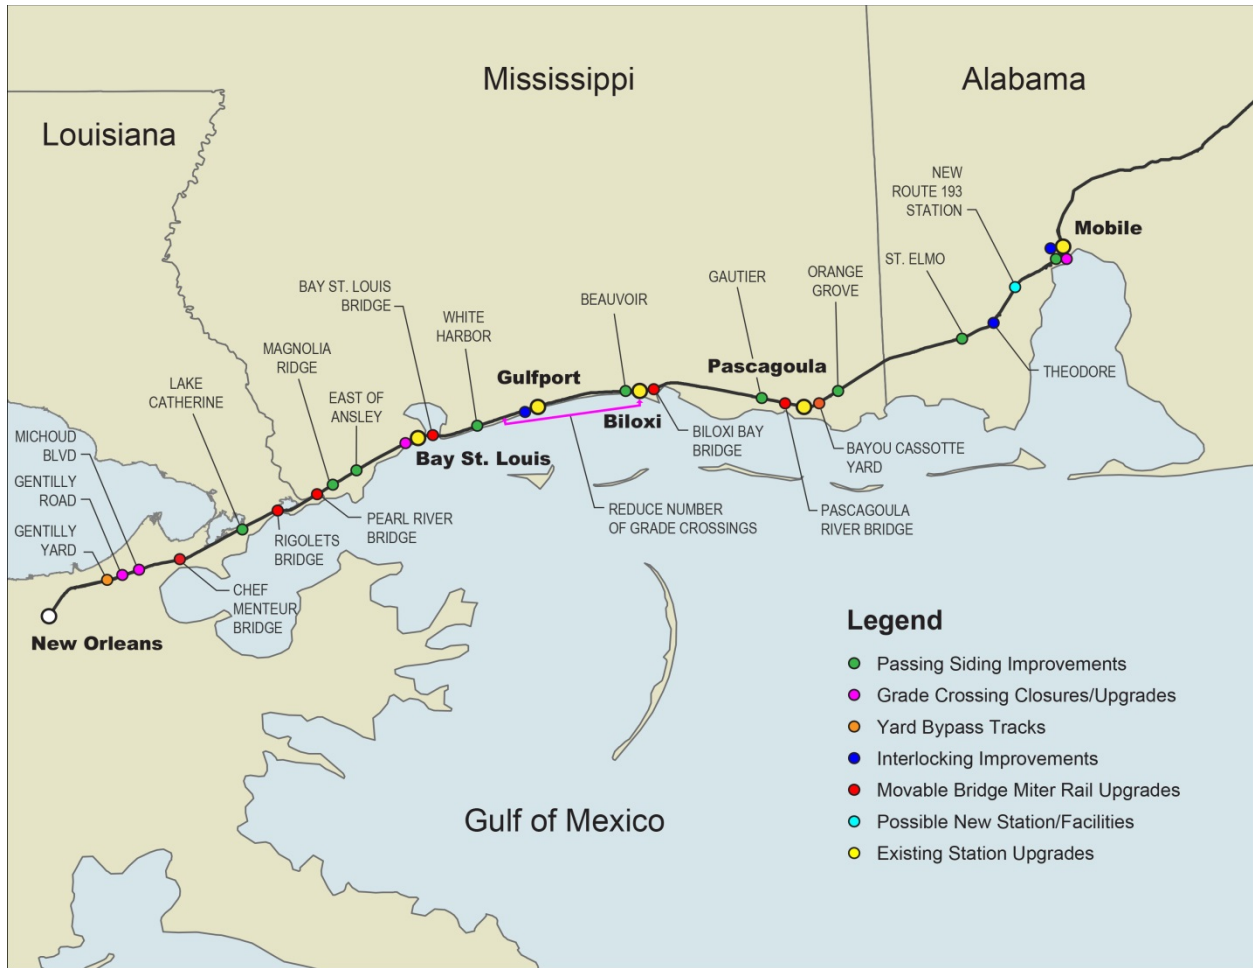 Mississippi
Alabama
Louisiana
NEW
ROUTE 193
STATION
Mobile
ST. ELMO
GAUTIER
ORANGE
GROVE
BAY ST. LOUIS
BRIDGE
BEAUVOIR
WHITE
HARBOR
MAGNOLIA
RIDGE
Pascagoula
THEODORE
Gulfport
LAKE
CATHERINE
EAST OF
ANSLEY
Biloxi
BILOXI BAY
BRIDGE
BAYOU CASSOTTE
YARD
MICHOUD
BLVD
Bay St. Louis
GENTILLY
ROAD
REDUCE NUMBER
OF GRADE CROSSINGS
PASCAGOULA
RIVER BRIDGE
PEARL RIVER
BRIDGE
GENTILLY
YARD
RIGOLETS
BRIDGE
CHEF
MENTEUR
BRIDGE
New Orleans
Legend
Passing Siding Improvements
Grade Crossing Closures/Upgrades
Yard Bypass Tracks
Interlocking Improvements
Movable Bridge Miter Rail Upgrades
Possible New Station/Facilities
Existing Station Upgrades
Gulf of Mexico